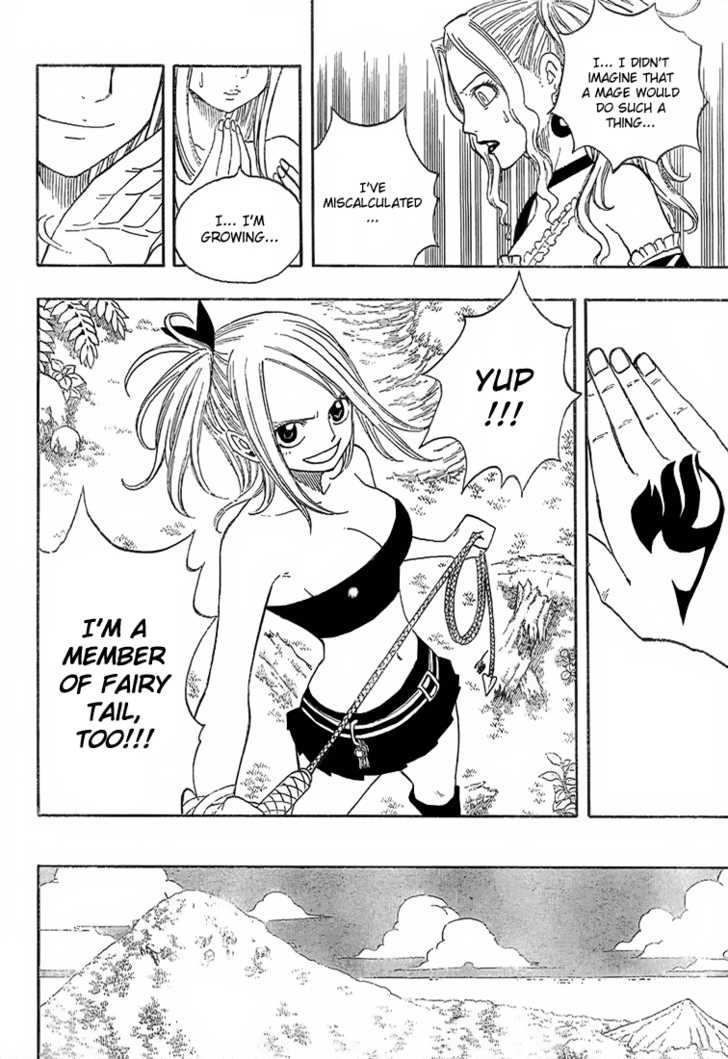 I... I DIDN'T
IMAGINE THAT
A MAGE WOULD
DO SUCH A
THING...
I'VE
MISCALCULATED
...
I... I'M
GROWING...
YUP
!!!
I'M A
MEMBER
OF FAIRY
TAIL,
TOO!!!